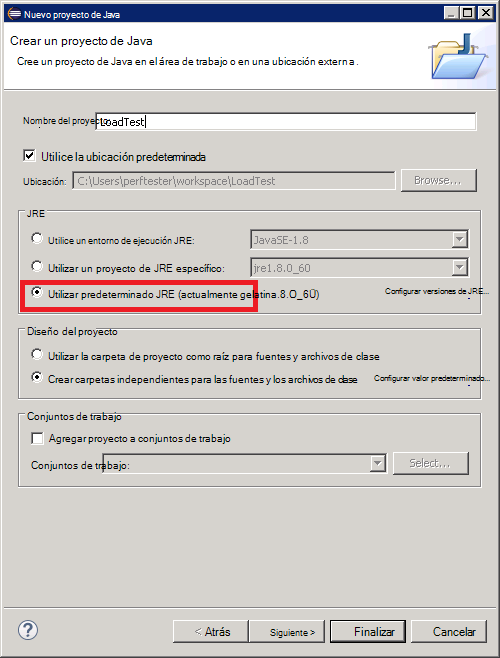 Nuevo proyecto de Java
Crear un proyecto de Java
Cree un proyecto de Java en el área de trabajo o en una ubicación externa.
Nombre del proyecto: LoadTest
Utilice la ubicación predeterminada
Ubicación: C:\Users\perftester\workspace\LoadTest Browse...
JRE
Utilice un entorno de ejecución JRE: JavaSE-1.8
Utilizar un proyecto de JRE específico: jre1.8.0_60
Utilizar predeterminado JRE (actualmente gelatina.8.O_6Ü) Configurar versiones de JRE...
Diseño del proyecto
Utilizar la carpeta de proyecto como raíz para fuentes y archivos de clase
Crear carpetas independientes para las fuentes y los archivos de clase Configurar valor predeterminado...
Conjuntos de trabajo
Agregar proyecto a conjuntos de trabajo
Conjuntos de trabajo: Select...
? < Atrás Siguiente > Finalizar Cancelar